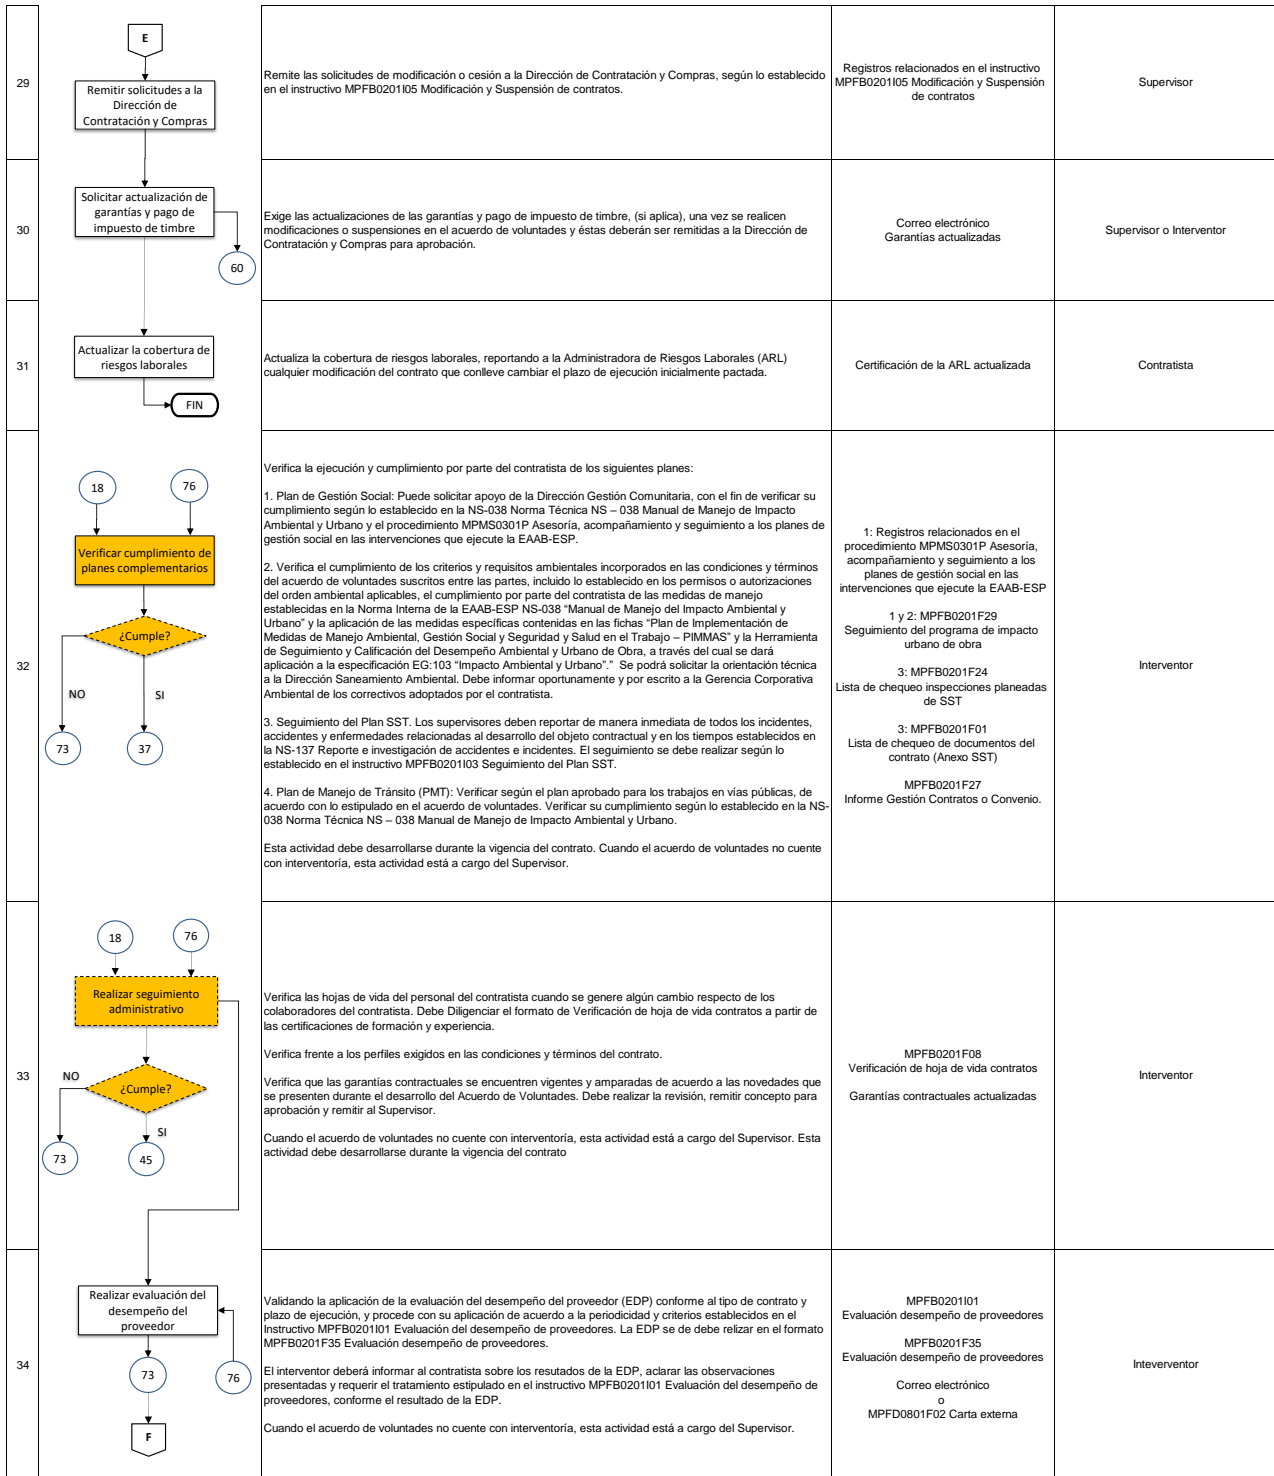 29
E
Remitir solicitudes a la
Dirección de
Contratación y Compras
Remite las solicitudes de modificación o cesión a la Dirección de Contratación y Compras, según lo establecido
en el instructivo MPFB0201I05 Modificación y Suspensión de contratos.
Registros relacionados en el instructivo
MPFB0201I05 Modificación y Suspensión
de contratos
Supervisor
30
Solicitar actualización de
garantías y pago de
impuesto de timbre
60
Exige las actualizaciones de las garantías y pago de impuesto de timbre, (si aplica), una vez se realicen
modificaciones o suspensiones en el acuerdo de voluntades y éstas deberán ser remitidas a la Dirección de
Contratación y Compras para aprobación.
Correo electrónico
Garantías actualizadas
Supervisor o Interventor
31
Actualizar la cobertura de
riesgos laborales
FIN
Actualiza la cobertura de riesgos laborales, reportando a la Administradora de Riesgos Laborales (ARL)
cualquier modificación del contrato que conlleve cambiar el plazo de ejecución inicialmente pactada.
Certificación de la ARL actualizada
Contratista
32
18
76
Verificar cumplimiento de
planes complementarios
¿Cumple?
NO
SI
73
37
Verifica la ejecución y cumplimiento por parte del contratista de los siguientes planes:
1. Plan de Gestión Social: Puede solicitar apoyo de la Dirección Gestión Comunitaria, con el fin de verificar su
cumplimiento según lo establecido en la NS-038 Norma Técnica NS – 038 Manual de Manejo de Impacto
Ambiental y Urbano y el procedimiento MPMS0301P Asesoría, acompañamiento y seguimiento a los planes de
gestión social en las intervenciones que ejecute la EAAB-ESP.
2. Verifica el cumplimiento de los criterios y requisitos ambientales incorporados en las condiciones y términos
del acuerdo de voluntades suscritos entre las partes, incluido lo establecido en los permisos o autorizaciones
del orden ambiental aplicables, el cumplimiento por parte del contratista de las medidas de manejo
establecidas en la Norma Interna de la EAAB-ESP NS-038 “Manual de Manejo del Impacto Ambiental y
Urbano” y la aplicación de las medidas específicas contenidas en las fichas “Plan de Implementación de
Medidas de Manejo Ambiental, Gestión Social y Seguridad y Salud en el Trabajo – PIMMAS” y la Herramienta
de Seguimiento y Calificación del Desempeño Ambiental y Urbano de Obra, a través del cual se dará
aplicación a la especificación EG:103 “Impacto Ambiental y Urbano”.” Se podrá solicitar la orientación técnica
a la Dirección Saneamiento Ambiental. Debe informar oportunamente y por escrito a la Gerencia Corporativa
Ambiental de los correctivos adoptados por el contratista.
3. Seguimiento del Plan SST. Los supervisores deben reportar de manera inmediata de todos los incidentes,
accidentes y enfermedades relacionadas al desarrollo del objeto contractual y en los tiempos establecidos en
la NS-137 Reporte e investigación de accidentes e incidentes. El seguimiento se debe realizar según lo
establecido en el instructivo MPFB0201I03 Seguimiento del Plan SST.
4. Plan de Manejo de Tránsito (PMT): Verificar según el plan aprobado para los trabajos en vías públicas, de
acuerdo con lo estipulado en el acuerdo de voluntades. Verificar su cumplimiento según lo establecido en la NS-
038 Norma Técnica NS – 038 Manual de Manejo de Impacto Ambiental y Urbano.
Esta actividad debe desarrollarse durante la vigencia del contrato. Cuando el acuerdo de voluntades no cuente
con interventoría, esta actividad está a cargo del Supervisor.
1: Registros relacionados en el
procedimiento MPMS0301P Asesoría,
acompañamiento y seguimiento a los
planes de gestión social en las
intervenciones que ejecute la EAAB-ESP
1 y 2: MPFB0201F29
Seguimiento del programa de impacto
urbano de obra
3: MPFB0201F24
Lista de chequeo inspecciones planeadas
de SST
3: MPFB0201F01
Lista de chequeo de documentos del
contrato (Anexo SST)
MPFB0201F27
Informe Gestión Contratos o Convenio.
Interventor
33
18
76
Realizar seguimiento
administrativo
¿Cumple?
NO
SI
73
45
Verifica las hojas de vida del personal del contratista cuando se genere algún cambio respecto de los
colaboradores del contratista. Debe Diligenciar el formato de Verificación de hoja de vida contratos a partir de
las certificaciones de formación y experiencia.
Verifica frente a los perfiles exigidos en las condiciones y términos del contrato.
Verifica que las garantías contractuales se encuentren vigentes y amparadas de acuerdo a las novedades que
se presenten durante el desarrollo del Acuerdo de Voluntades. Debe realizar la revisión, remitir concepto para
aprobación y remitir al Supervisor.
Cuando el acuerdo de voluntades no cuente con interventoría, esta actividad está a cargo del Supervisor. Esta
actividad debe desarrollarse durante la vigencia del contrato
MPFB0201F08
Verificación de hoja de vida contratos
Garantías contractuales actualizadas
Interventor
34
Realizar evaluación del
desempeño del
proveedor
73
76
F
Validando la aplicación de la evaluación del desempeño del proveedor (EDP) conforme al tipo de contrato y
plazo de ejecución, y procede con su aplicación de acuerdo a la periodicidad y criterios establecidos en el
Instructivo MPFB0201I01 Evaluación del desempeño de proveedores. La EDP se de debe relizar en el formato
MPFB0201F35 Evaluación desempeño de proveedores.
El interventor deberá informar al contratista sobre los resutados de la EDP, aclarar las observaciones
presentadas y requerir el tratamiento estipulado en el instructivo MPFB0201I01 Evaluación del desempeño de
proveedores, conforme el resultado de la EDP.
Cuando el acuerdo de voluntades no cuente con interventoría, esta actividad está a cargo del Supervisor.
MPFB0201I01
Evaluación desempeño de proveedores
MPFB0201F35
Evaluación desempeño de proveedores
Correo electrónico
o
MPFD0801F02 Carta externa
Inteverventor